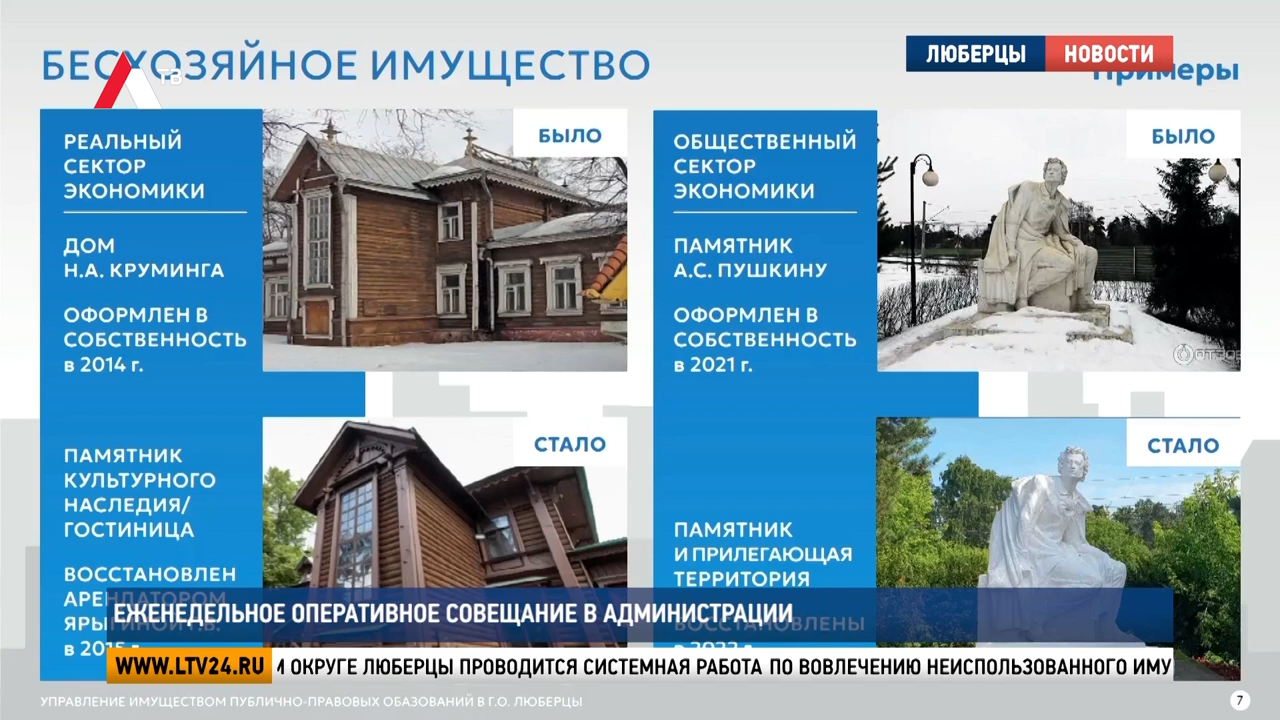 БЕСХОЗЯЙНОЕ ИМУЩЕСТВО
ТВ
ЛЮБЕРЦЫ НОВОСТИ
Примеры
РЕАЛЬНЫЙ
СЕКТОР
ЭКОНОМИКИ
ДОМ
Н.А. КРУМИНГА
ОФОРМЛЕН В
СОБСТВЕННОСТЬ
в 2014 г.
БЫЛО
ПАМЯТНИК
КУЛЬТУРНОГО
НАСЛЕДИЯ/
ГОСТИНИЦА
ВОССТАНОВЛЕН
АРЕНДАТОРОМ
СТАЛО
ОБЩЕСТВЕННЫЙ
СЕКТОР
ЭКОНОМИКИ
ПАМЯТНИК
А.С. ПУШКИНУ
ОФОРМЛЕН В
СОБСТВЕННОСТЬ
в 2021 г.
БЫЛО
ПАМЯТНИК
И ПРИЛЕГАЮЩАЯ
ТЕРРИТОРИЯ
ВОССТАНОВЛЕНЫ
СТАЛО
ЕЖЕНЕДЕЛЬНОЕ ОПЕРАТИВНОЕ СОВЕЩАНИЕ В АДМИНИСТРАЦИИ
WWW.LTV24.RU М ОКРУГЕ ЛЮБЕРЦЫ ПРОВОДИТСЯ СИСТЕМНАЯ РАБОТА ПО ВОВЛЕЧЕНИЮ НЕИСПОЛЬЗОВАННОГО ИМУ
УПРАВЛЕНИЕ ИМУЩЕСТВОМ ПУБЛИЧНО-ПРАВОВЫХ ОБАЗОВАНИЙ В Г.О. ЛЮБЕРЦЫ
7